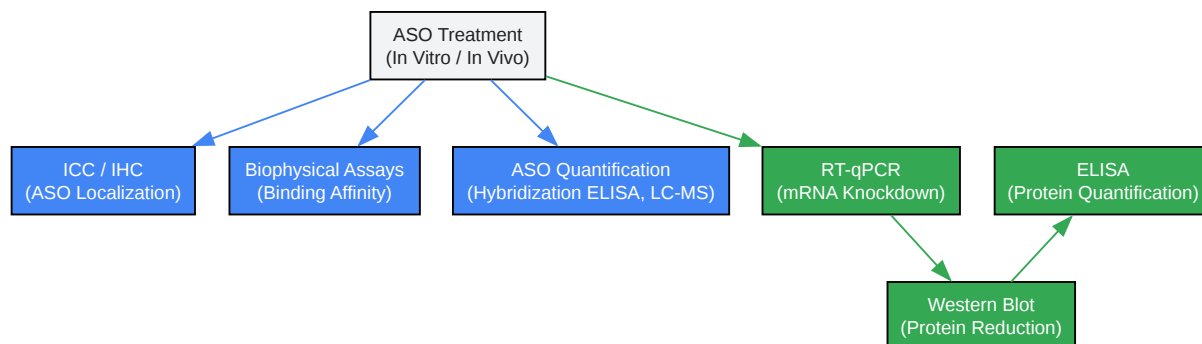 ASO Treatment
(In Vitro / In Vivo)
ICC / IHC
(ASO Localization)
Biophysical Assays
(Binding Affinity)
ASO Quantification
(Hybridization ELISA, LC-MS)
RT-qPCR
(mRNA Knockdown)
ELISA
(Protein Quantification)
Western Blot
(Protein Reduction)